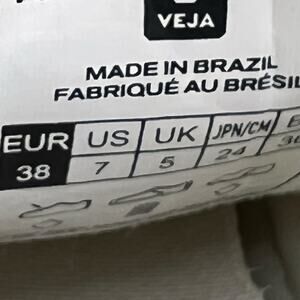 VEJA
MADE IN BRAZIL
FABRIQUÉ AU BRÉSIL
EUR US UK JPN/CM
38 7 5 24